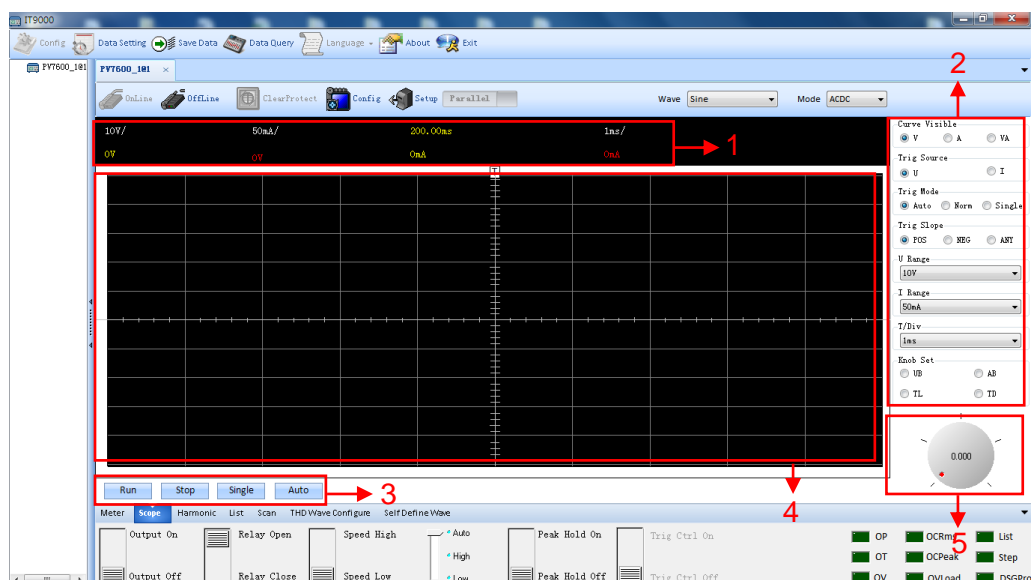 IT9000
Config Data Setting Save Data Data Query Language About Exit
PV7600_1@1 PV7600_1@1 × 2
OnLine OffLine ClearProtect Config Setup Parallel Wave Sine Mode ACDC
10V/ 50mA/ 200.00ms 1ms/
0V 0V 0mA 0mA
1
T
Curve Visible
V A VA
Trig Source
U I
Trig Mode
Auto Norm Single
Trig Slope
POS NEG ANY
U Range
10V
I Range
50mA
T/Div
1ms
Knob Set
UB AB
TL TD
0.000
Run Stop Single Auto 3
4
5
Meter Scope Harmonic List Scan THD Wave Configure Self Define Wave
Output On Relay Open Speed High Auto Peak Hold On Trig Ctrl On OP OCRms List
High OT OCPeak Step
Output Off Relay Close Speed Low Low Peak Hold Off Trig Ctrl Off OV OVLoad DSGPro